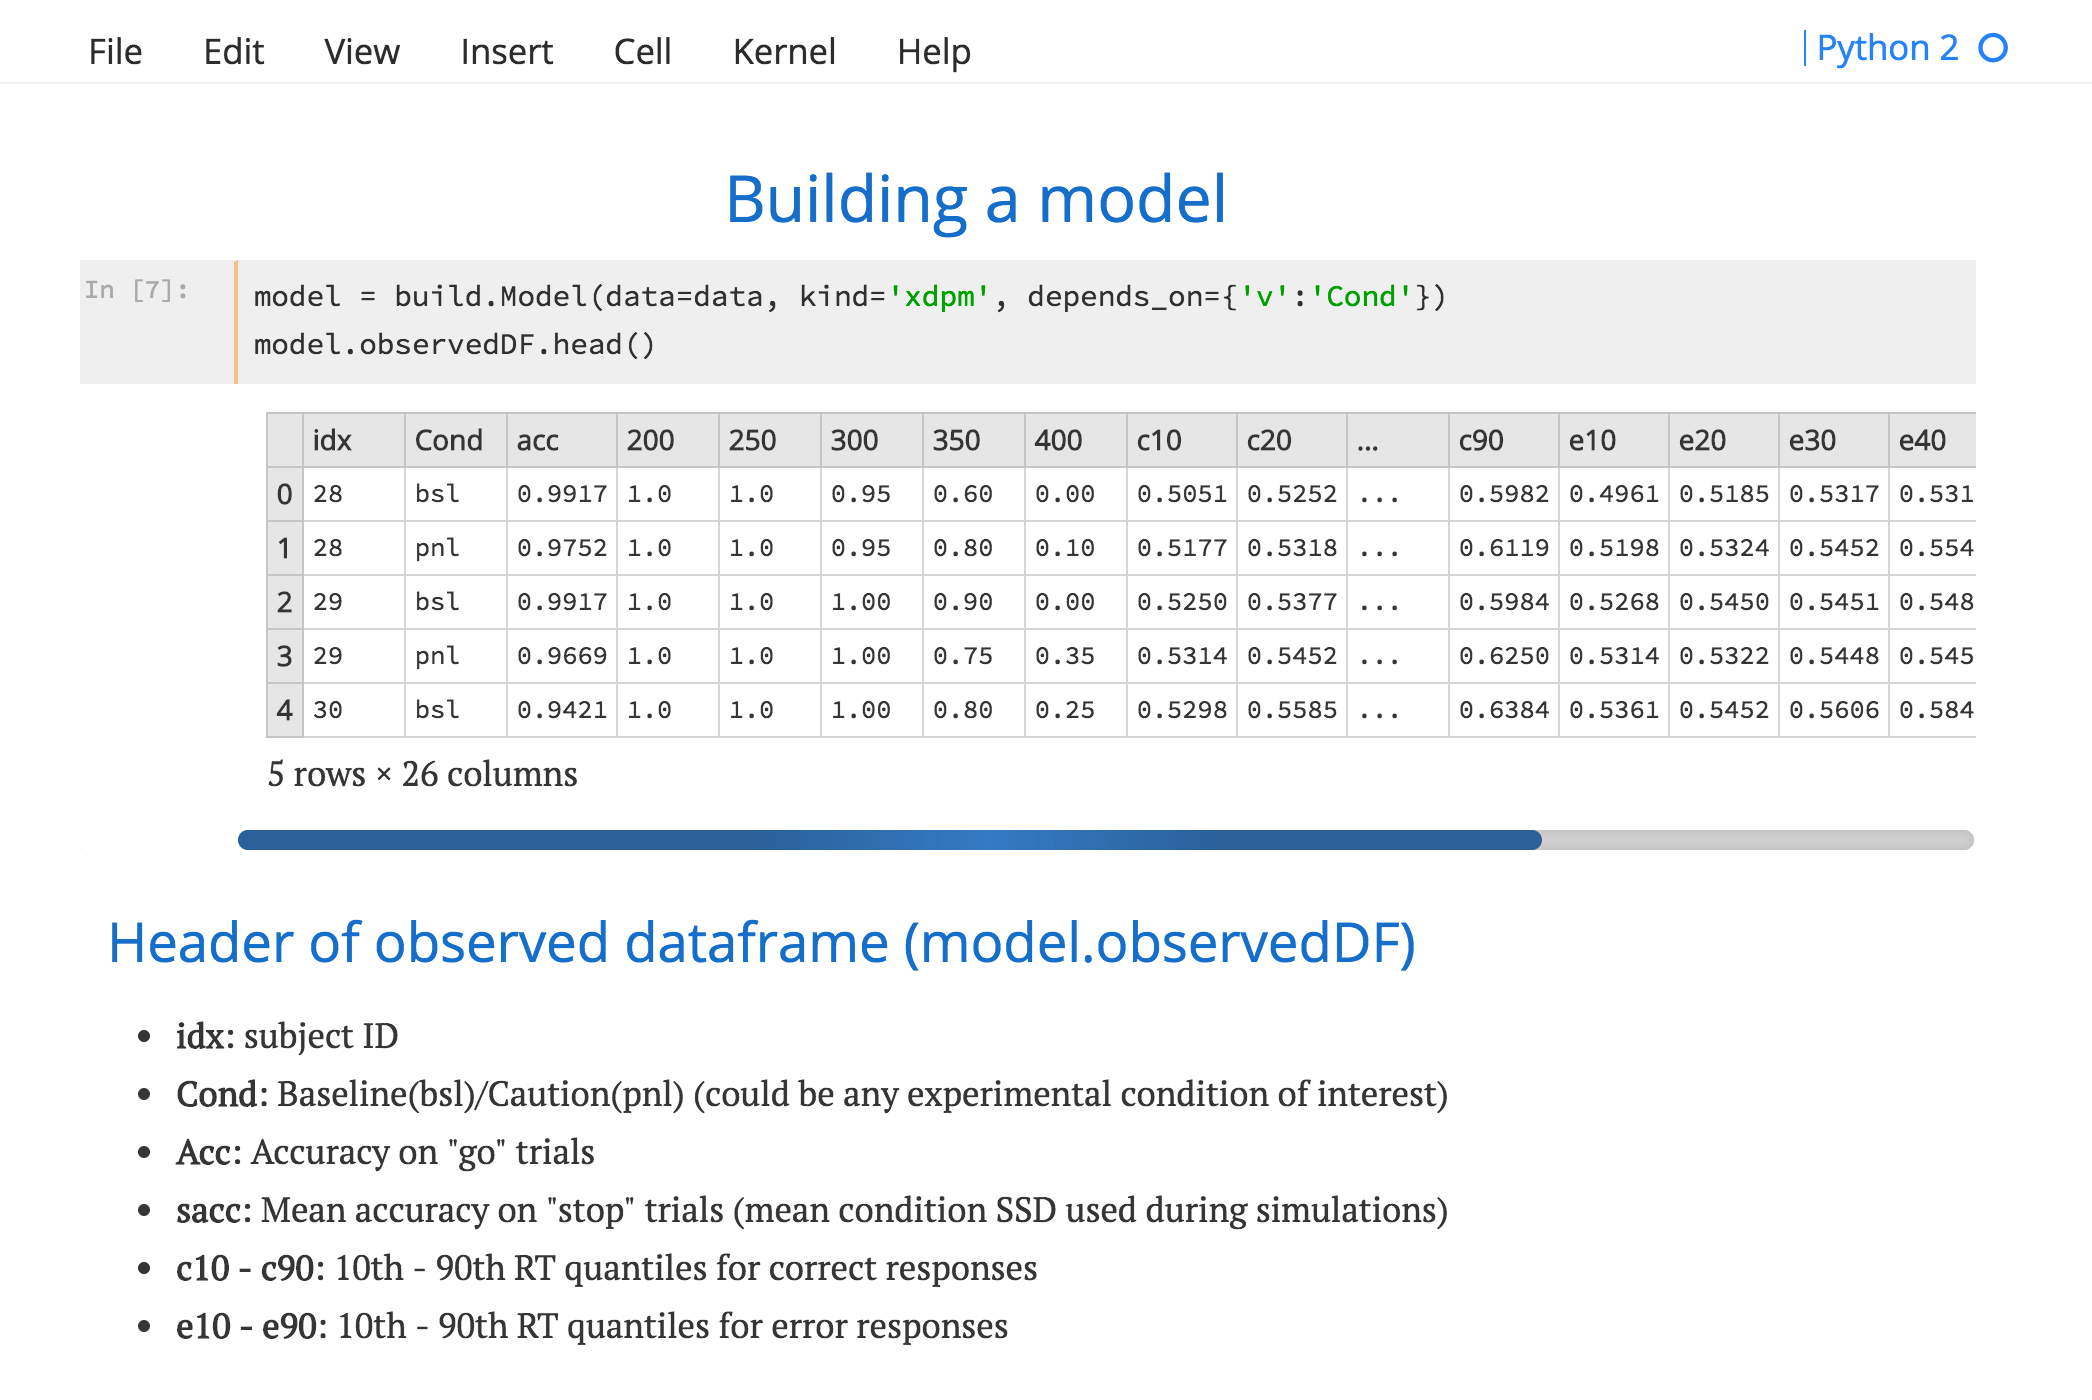 File Edit View Insert Cell Kernel Help Python 2
Building a model
In [7]: model = build.Model(data=data, kind='xdpm', depends_on={'v':'Cond'})
model.observedDF.head()
idx Cond acc 200 250 300 350 400 c10 c20 ... c90 e10 e20 e30 e40
0 28 bsl 0.9917 1.0 1.0 0.95 0.60 0.00 0.5051 0.5252 ... 0.5982 0.4961 0.5185 0.5317 0.531
1 28 pnl 0.9752 1.0 1.0 0.95 0.80 0.10 0.5177 0.5318 ... 0.6119 0.5198 0.5324 0.5452 0.554
2 29 bsl 0.9917 1.0 1.0 1.00 0.90 0.00 0.5250 0.5377 ... 0.5984 0.5268 0.5450 0.5451 0.548
3 29 pnl 0.9669 1.0 1.0 1.00 0.75 0.35 0.5314 0.5452 ... 0.6250 0.5314 0.5322 0.5448 0.545
4 30 bsl 0.9421 1.0 1.0 1.00 0.80 0.25 0.5298 0.5585 ... 0.6384 0.5361 0.5452 0.5606 0.584
5 rows × 26 columns
Header of observed dataframe (model.observedDF)
• idx: subject ID
• Cond: Baseline(bsl)/Caution(pnl) (could be any experimental condition of interest)
• Acc: Accuracy on "go" trials
• sacc: Mean accuracy on "stop" trials (mean condition SSD used during simulations)
• c10 - c90: 10th - 90th RT quantiles for correct responses
• e10 - e90: 10th - 90th RT quantiles for error responses